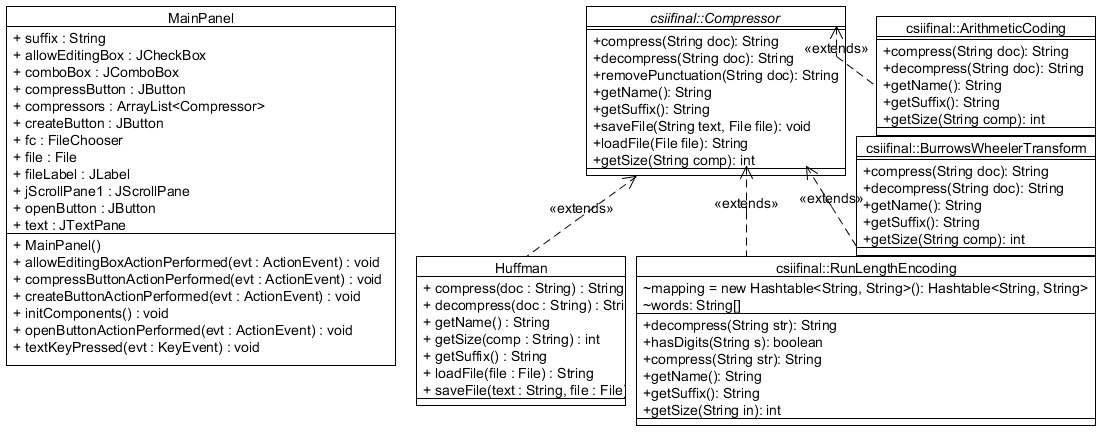 MainPanel
+ suffix : String
+ allowEditingBox : JCheckBox
+ comboBox : JComboBox
+ compressButton : JButton
+ compressors : ArrayList<Compressor>
+ createButton : JButton
+ fc : FileChooser
+ file : File
+ fileLabel : JLabel
+ jScrollPane1 : JScrollPane
+ openButton : JButton
+ text : JTextPane
+ MainPanel()
+ allowEditingBoxActionPerformed(evt : ActionEvent) : void
+ compressButtonActionPerformed(evt : ActionEvent) : void
+ createButtonActionPerformed(evt : ActionEvent) : void
+ initComponents() : void
+ openButtonActionPerformed(evt : ActionEvent) : void
+ textKeyPressed(evt : KeyEvent) : void
csiifinal::Compressor
+compress(String doc): String
+decompress(String doc): String
+removePunctuation(String doc): String
+getName(): String
+getSuffix(): String
+saveFile(String text, File file): void
+loadFile(File file): String
+getSize(String comp): int
«extends»
csiifinal::ArithmeticCoding
+compress(String doc): String
+decompress(String doc): String
+getName(): String
+getSuffix(): String
+getSize(String comp): int
csiifinal::BurrowsWheelerTransform
+compress(String doc): String
+decompress(String doc): String
+getName(): String
+getSuffix(): String
+getSize(String comp): int
«extends»
«extends»
«extends»
Huffman
+ compress(doc : String) : String
+ decompress(doc : String) : Stri
+ getName() : String
+ getSize(comp : String) : int
+ getSuffix() : String
+ loadFile(file : File) : String
+ saveFile(text : String, file : File)
csiifinal::RunLengthEncoding
~mapping = new Hashtable<String, String>(): Hashtable<String, String>
~words: String[]
+decompress(String str): String
+hasDigits(String s): boolean
+compress(String str): String
+getName(): String
+getSuffix(): String
+getSize(String in): int